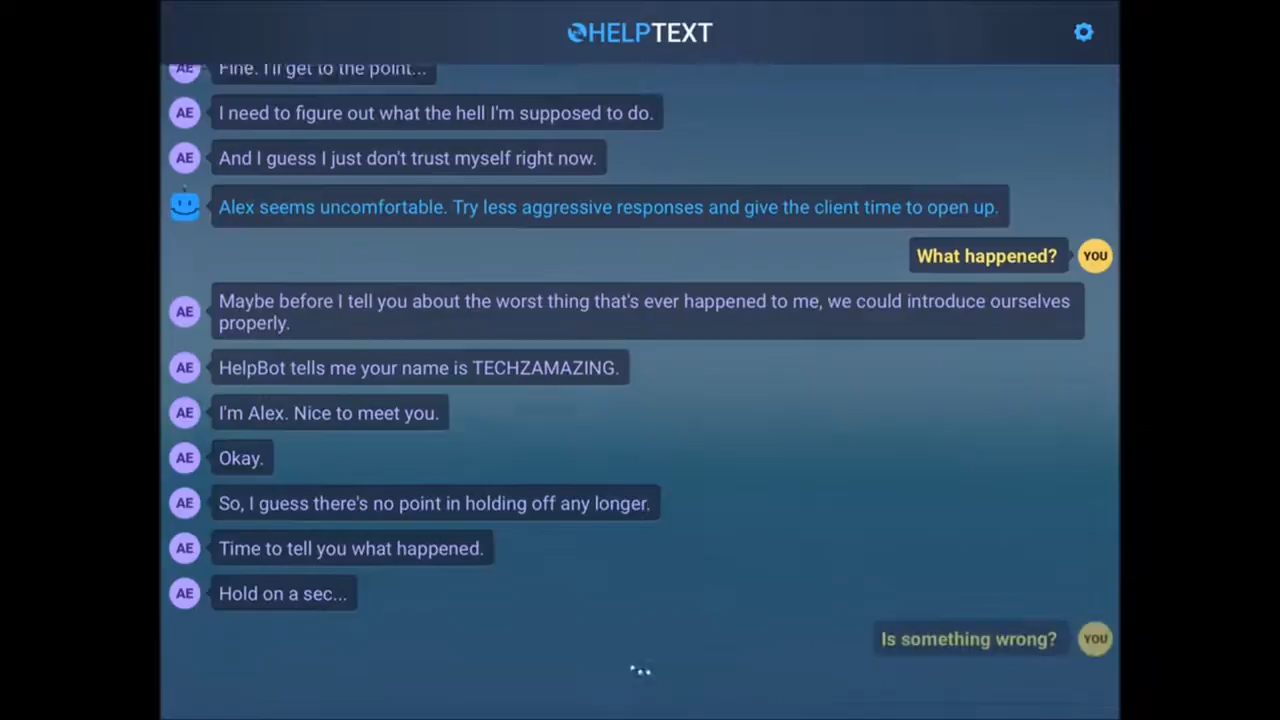 HELPTEXT
AE Fine. I'll get to the point...
AE I need to figure out what the hell I'm supposed to do.
AE And I guess I just don't trust myself right now.
Alex seems uncomfortable. Try less aggressive responses and give the client time to open up.
What happened? YOU
AE Maybe before I tell you about the worst thing that's ever happened to me, we could introduce ourselves
properly.
AE HelpBot tells me your name is TECHZAMAZING.
AE I'm Alex. Nice to meet you.
AE Okay.
AE So, I guess there's no point in holding off any longer.
AE Time to tell you what happened.
AE Hold on a sec...
Is something wrong? YOU